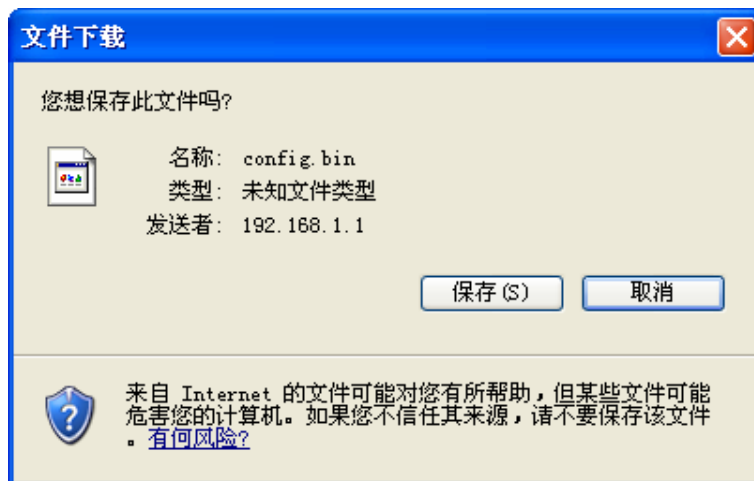 文件下载
您想保存此文件吗?
名称: config.bin
类型: 未知文件类型
发送者: 192.168.1.1
保存(S)
取消
来自 Internet 的文件可能对您有所帮助,但某些文件可能
危害您的计算机。如果您不信任其来源,请不要保存该文件
。有何风险?